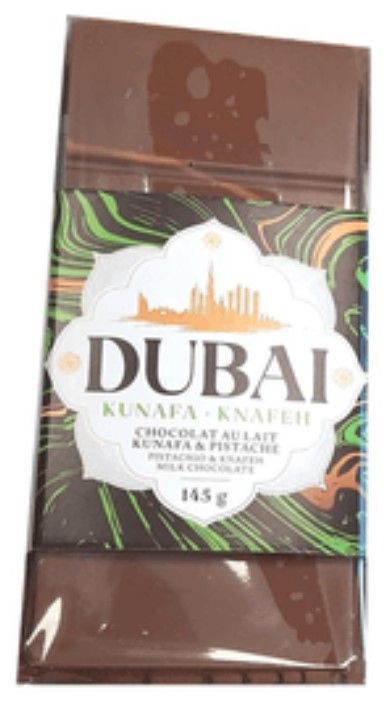 DUBAI
KUNAFA · KNAFEH
CHOCOLAT AU LAIT
KUNAFA & PISTACHE
PISTACHIO & KNAFEH
MILK CHOCOLATE
145 g